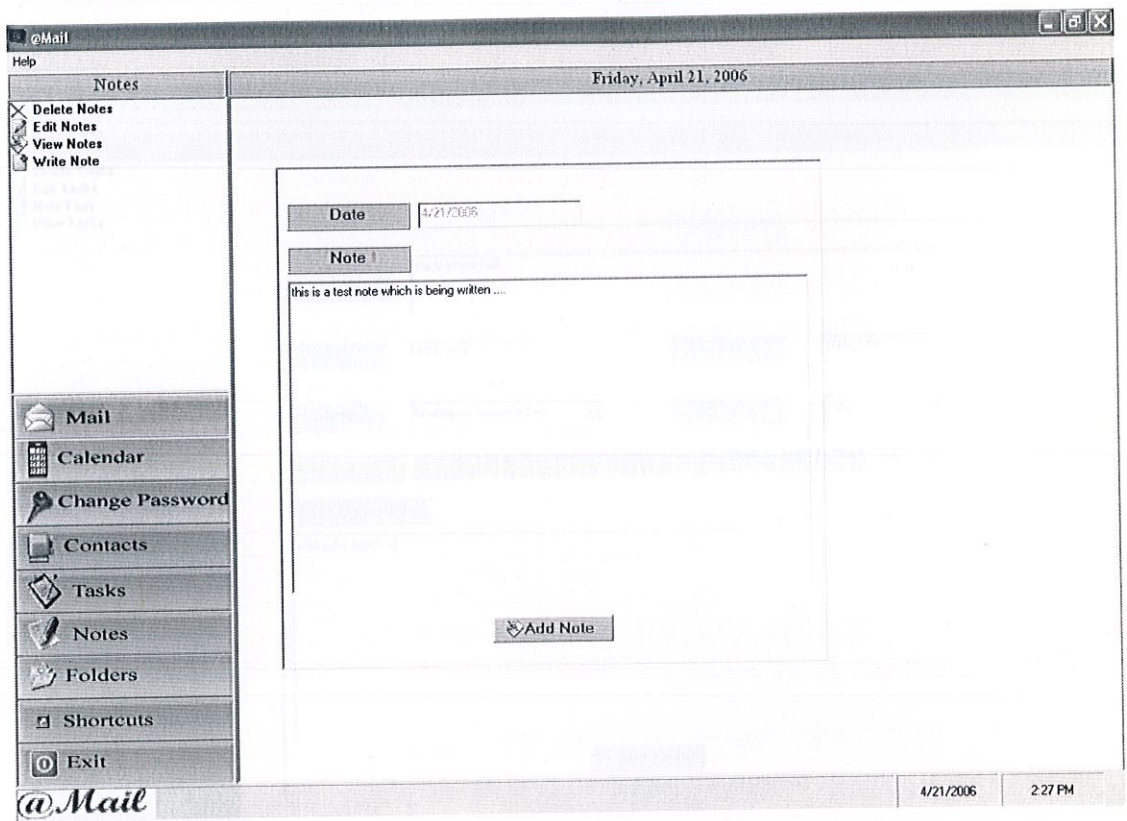 @Mail
Help
Notes
Friday, April 21, 2006
Delete Notes
Edit Notes
View Notes
Write Note
Date
4/21/2006
Note
this is a test note which is being written ....
Add Note
Mail
Calendar
Change Password
Contacts
Tasks
Notes
Folders
Shortcuts
Exit
@Mail
4/21/2006
2:27 PM